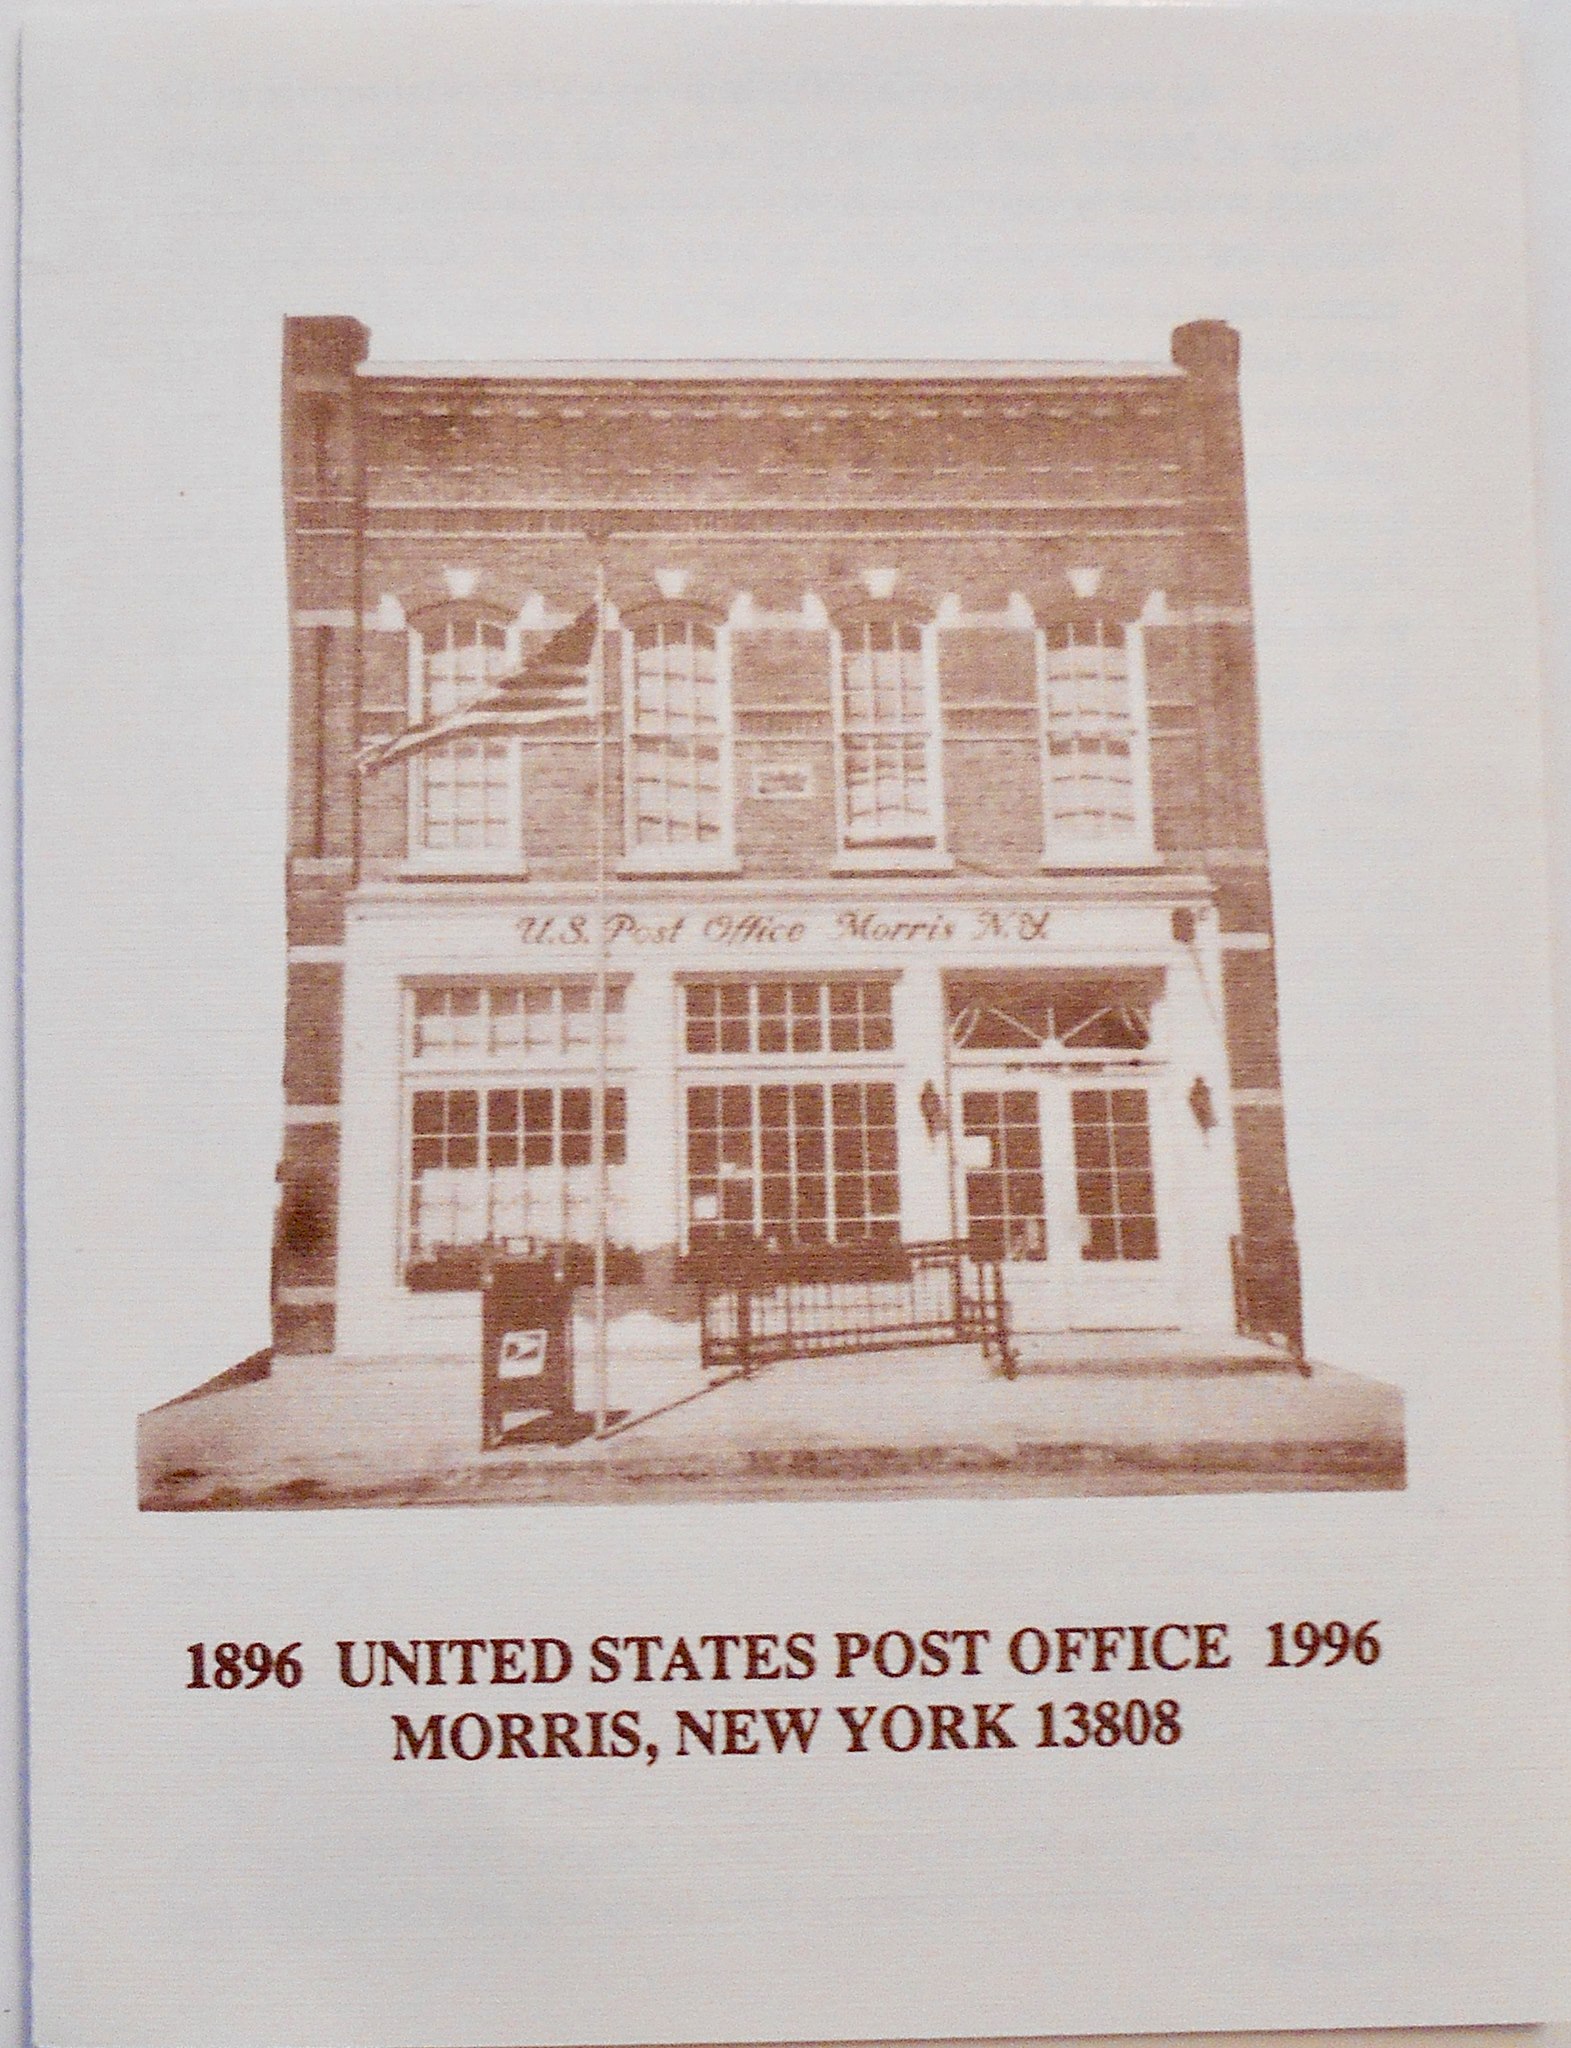 U.S. Post Office Morris N.Y.
1896 UNITED STATES POST OFFICE 1996
MORRIS, NEW YORK 13808